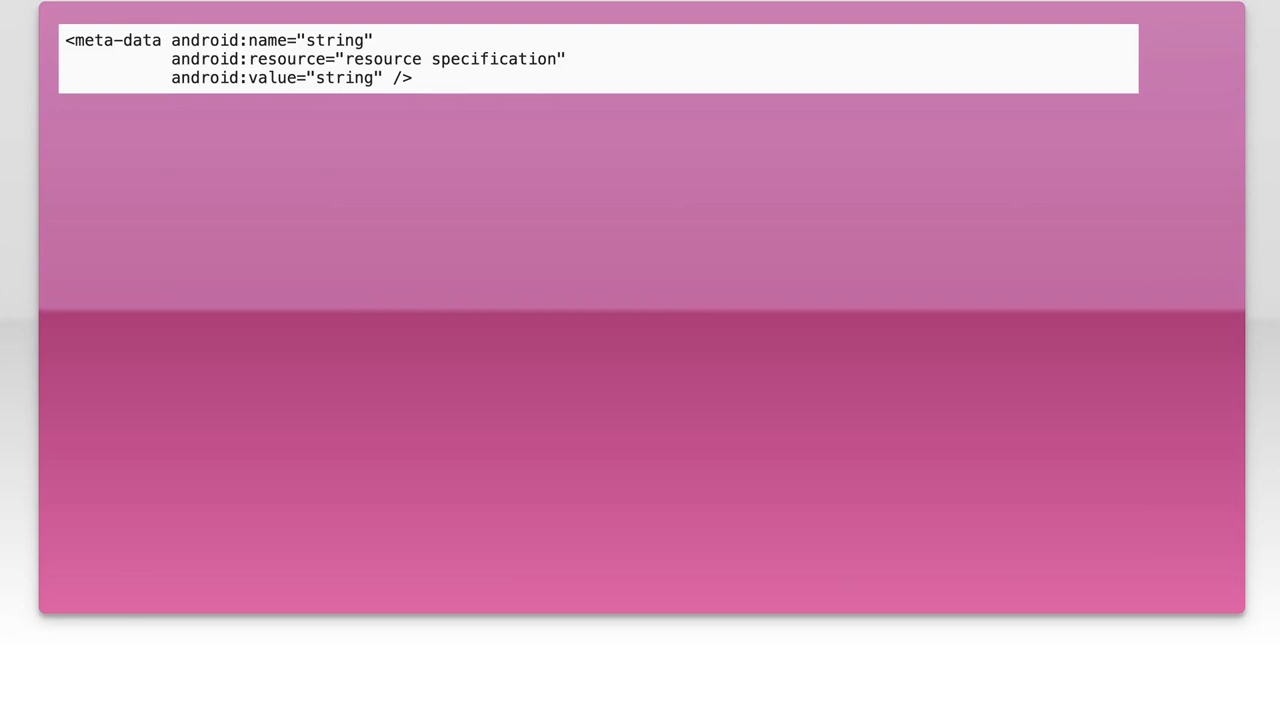 <meta-data android:name="string"
android:resource="resource specification"
android:value="string" />